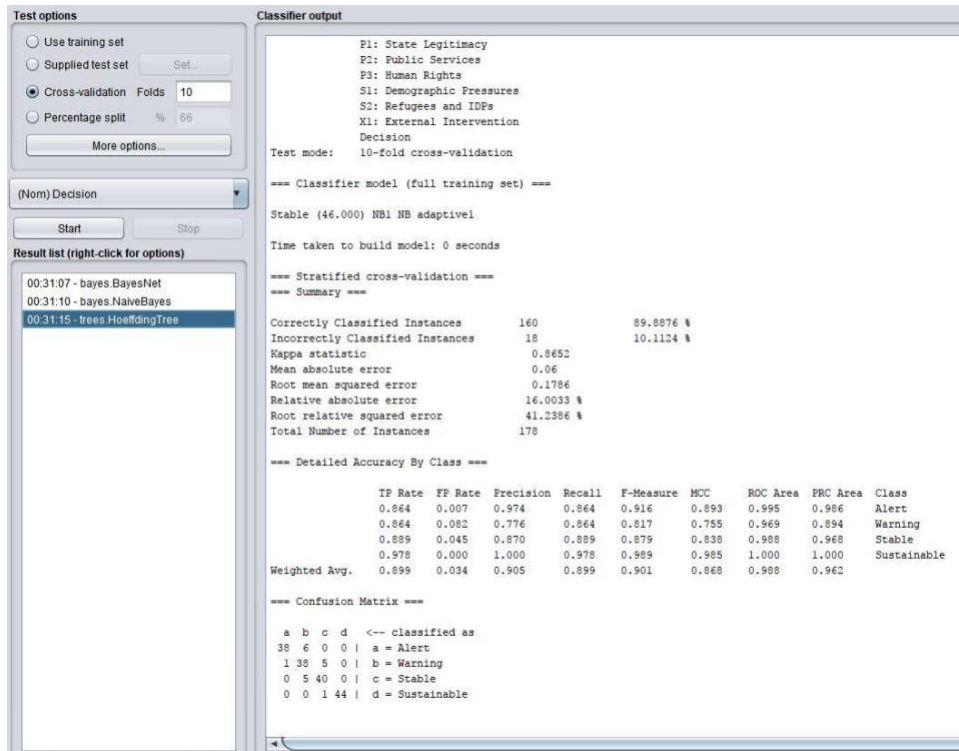 Test options
Use training set
Supplied test set Set...
Cross-validation Folds 10
Percentage split % 66
More options...
(Nom) Decision
Start Stop
Result list (right-click for options)
00:31:07 - bayes.BayesNet
00:31:10 - bayes.NaiveBayes
00:31:15 - trees.HoeffdingTree
Classifier output
P1: State Legitimacy
P2: Public Services
P3: Human Rights
S1: Demographic Pressures
S2: Refugees and IDPs
X1: External Intervention
Decision
Test mode: 10-fold cross-validation
=== Classifier model (full training set) ===
Stable (46.000) NB1 NB adaptive1
Time taken to build model: 0 seconds
=== Stratified cross-validation ===
=== Summary ===
Correctly Classified Instances 160 89.8876 %
Incorrectly Classified Instances 18 10.1124 %
Kappa statistic 0.8652
Mean absolute error 0.06
Root mean squared error 0.1786
Relative absolute error 16.0033 %
Root relative squared error 41.2386 %
Total Number of Instances 178
=== Detailed Accuracy By Class ===
TP Rate FP Rate Precision Recall F-Measure MCC ROC Area PRC Area Class
0.864 0.007 0.974 0.864 0.916 0.893 0.995 0.986 Alert
0.864 0.082 0.776 0.864 0.817 0.755 0.969 0.894 Warning
0.889 0.045 0.870 0.889 0.879 0.838 0.988 0.968 Stable
0.978 0.000 1.000 0.978 0.989 0.985 1.000 1.000 Sustainable
Weighted Avg. 0.899 0.034 0.905 0.899 0.901 0.868 0.988 0.962
=== Confusion Matrix ===
a b c d <-- classified as
38 6 0 0 | a = Alert
1 38 5 0 | b = Warning
0 5 40 0 | c = Stable
0 0 1 44 | d = Sustainable